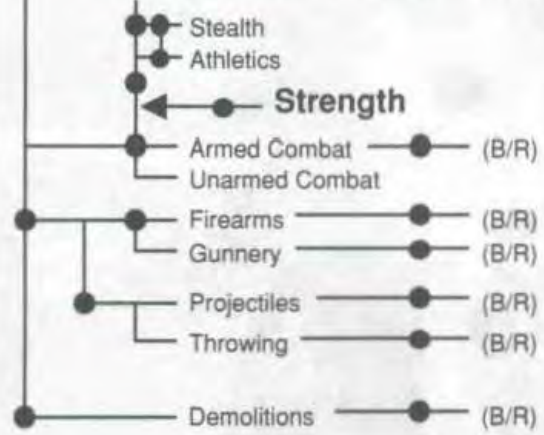 Stealth
Athletics
Strength
Armed Combat (B/R)
Unarmed Combat
Firearms (B/R)
Gunnery (B/R)
Projectiles (B/R)
Throwing (B/R)
Demolitions (B/R)